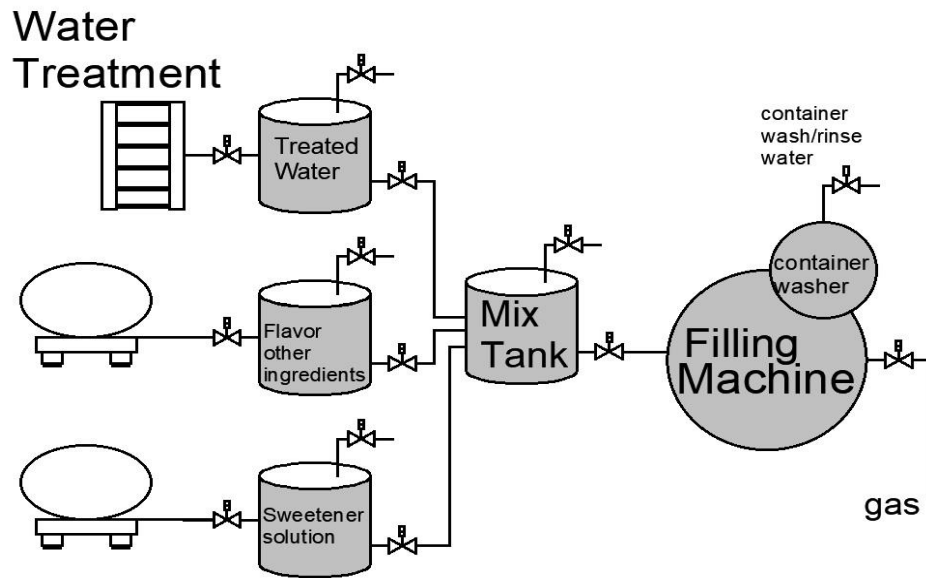 Water
Treatment
Treated
Water
container
wash/rinse
water
container
washer
Flavor
other
ingredients
Mix
Tank
Filling
Machine
Sweetener
solution
gas